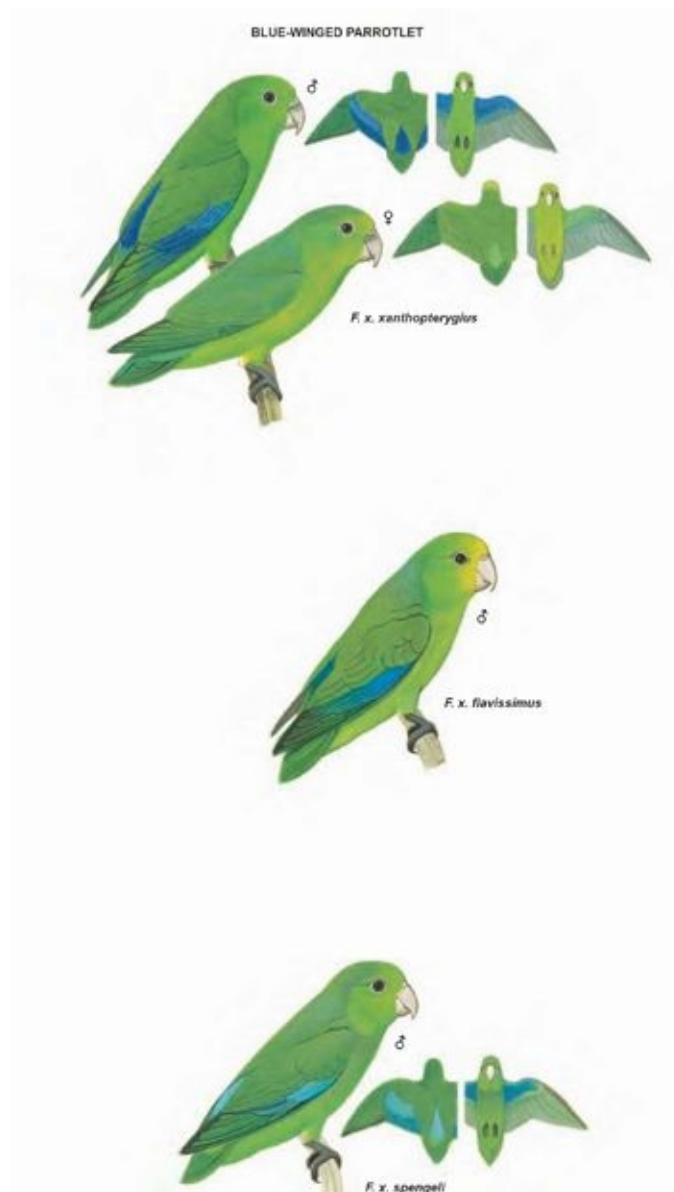 BLUE-WINGED PARROTLET
♂
♀
F. x. xanthopterygius
♂
F. x. flavissimus
♂
F. x. spengeli